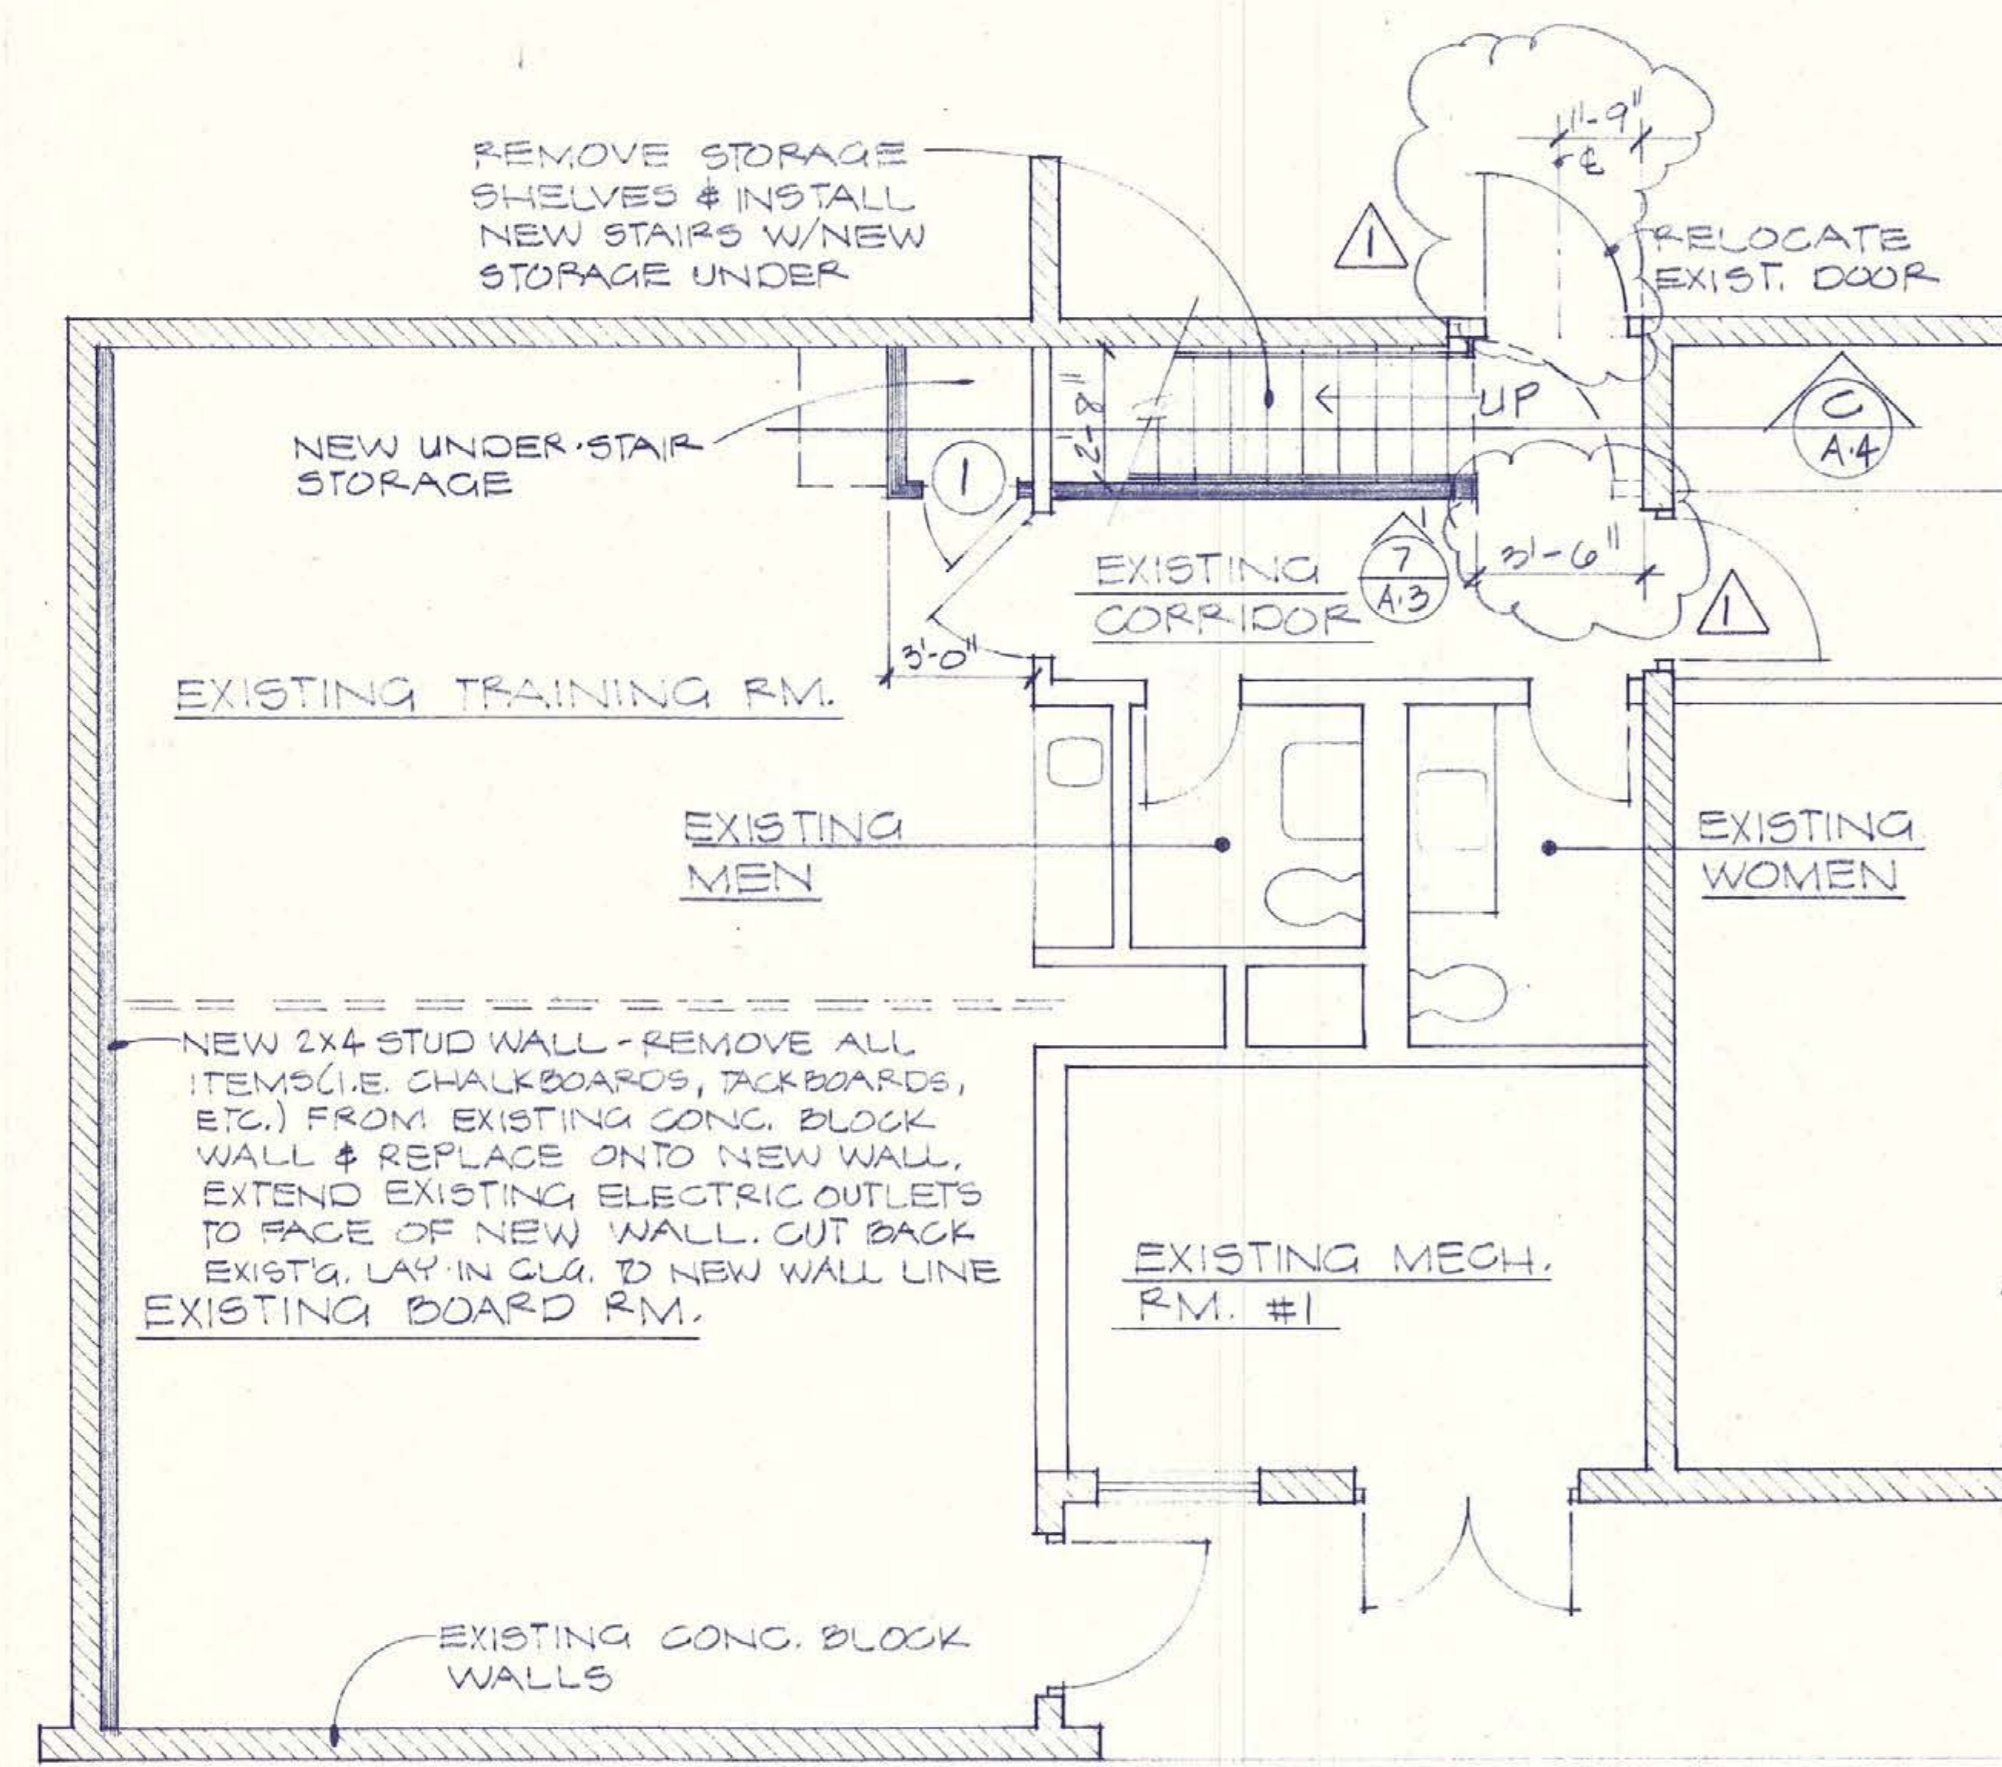 1'-9"
℄
REMOVE STORAGE
SHELVES & INSTALL
NEW STAIRS W/NEW
STORAGE UNDER
1
RELOCATE
EXIST. DOOR
2'-8"
UP
C
A.4
NEW UNDER-STAIR
STORAGE
1
EXISTING
CORRIDOR
1
7
A.3
3'-6"
1
3'-0"
EXISTING TRAINING RM.
EXISTING
MEN
EXISTING
WOMEN
NEW 2X4 STUD WALL - REMOVE ALL
ITEMS (I.E. CHALKBOARDS, TACKBOARDS,
ETC.) FROM EXISTING CONC. BLOCK
WALL & REPLACE ONTO NEW WALL.
EXTEND EXISTING ELECTRIC OUTLETS
TO FACE OF NEW WALL. CUT BACK
EXIST'G. LAY-IN CLG. TO NEW WALL LINE
EXISTING BOARD RM.
EXISTING MECH.
RM. #1
EXISTING CONC. BLOCK
WALLS